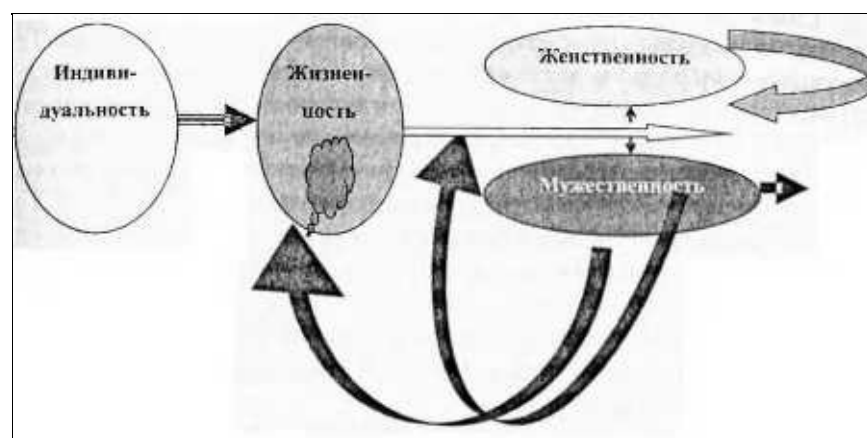 Индиви-
дуальность
Жизнен-
ность
Женственность
Мужественность